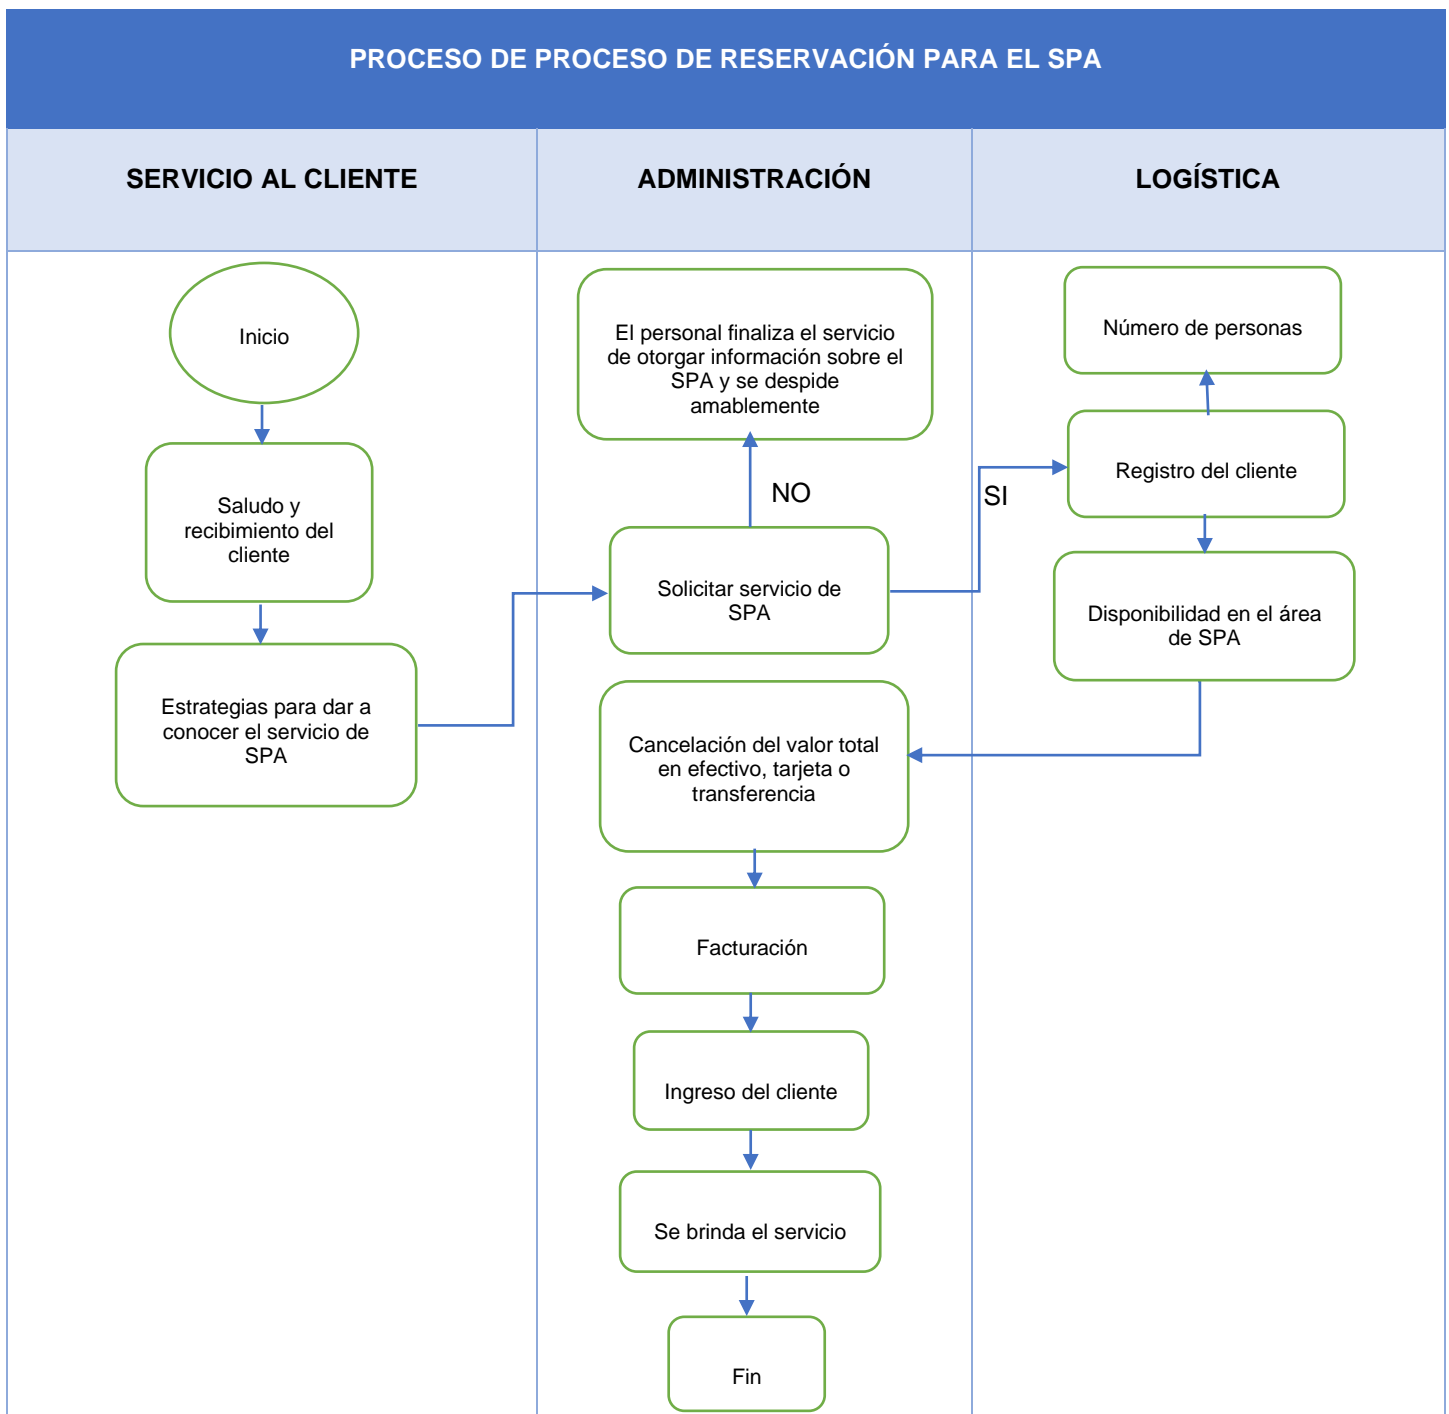 PROCESO DE PROCESO DE RESERVACIÓN PARA EL SPA
SERVICIO AL CLIENTE
ADMINISTRACIÓN
LOGÍSTICA
Inicio
Saludo y
recibimiento del
cliente
Estrategias para dar a
conocer el servicio de
SPA
El personal finaliza el servicio
de otorgar información sobre el
SPA y se despide
amablemente
NO
Solicitar servicio de
SPA
SI
Número de personas
Registro del cliente
Disponibilidad en el área
de SPA
Cancelación del valor total
en efectivo, tarjeta o
transferencia
Facturación
Ingreso del cliente
Se brinda el servicio
Fin